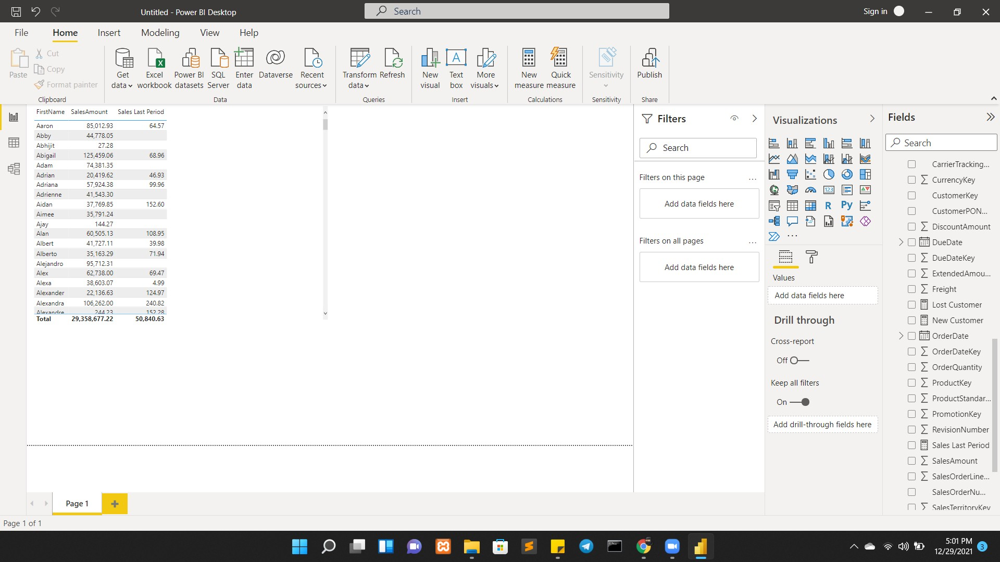 Untitled - Power BI Desktop
Search
Sign in
File Home Insert Modeling View Help
Paste
Cut
Copy
Format painter
Clipboard
Get data
Excel workbook
Power BI datasets
SQL Server
Enter data
Dataverse
Recent sources
Data
Transform data
Refresh
Queries
New visual
Text box
More visuals
Insert
New measure
Quick measure
Calculations
Sensitivity
Sensitivity
Publish
Share
FirstName SalesAmount Sales Last Period
Aaron 85,012.93 64.57
Abby 44,778.05
Abhijit 27.28
Abigail 125,459.06 68.96
Adam 74,381.35
Adrian 20,419.62 46.93
Adriana 57,924.38 99.96
Adrienne 41,543.30
Aidan 37,769.85 152.60
Aimee 35,791.24
Ajay 144.27
Alan 60,505.13 108.95
Albert 41,727.11 39.98
Alberto 35,163.29 71.94
Alejandro 95,712.31
Alex 62,738.00 69.47
Alexa 38,603.07 4.99
Alexander 22,136.63 124.97
Alexandra 106,262.00 240.82
Alexandre 244.23 152.28
Total 29,358,677.22 50,840.63
Filters
Search
Filters on this page ...
Add data fields here
Filters on all pages ...
Add data fields here
Visualizations
123
R
Py
...
Values
Add data fields here
Drill through
Cross-report
Off
Keep all filters
On
Add drill-through fields here
Fields
Search
CarrierTracking...
CurrencyKey
CustomerKey
CustomerPON...
DiscountAmount
DueDate
DueDateKey
ExtendedAmou...
Freight
Lost Customer
New Customer
OrderDate
OrderDateKey
OrderQuantity
ProductKey
ProductStandar...
PromotionKey
RevisionNumber
Sales Last Period
SalesAmount
SalesOrderLine...
SalesOrderNu...
SalesTerritoryKey
Page 1
Page 1 of 1
5:01 PM
12/29/2021
3